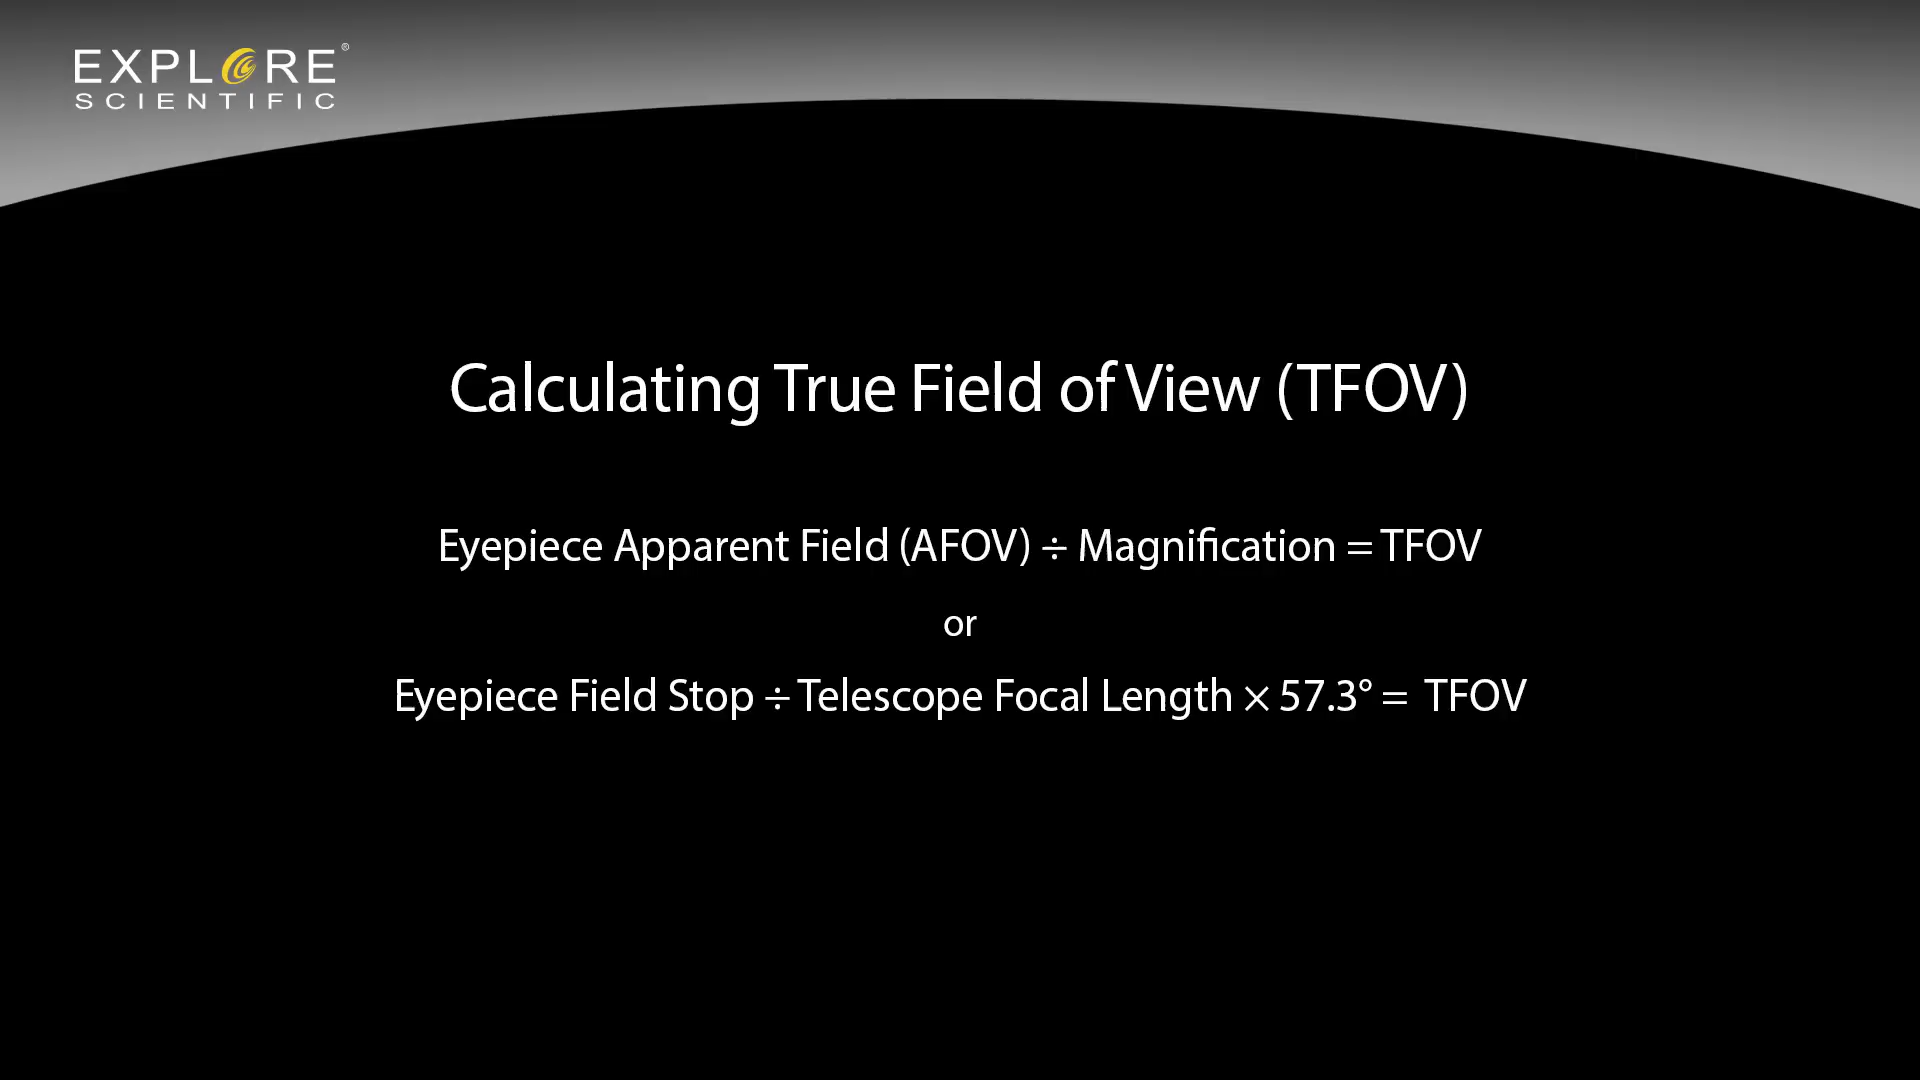 EXPLORE®
SCIENTIFIC
Calculating True Field of View (TFOV)
Eyepiece Apparent Field (AFOV) ÷ Magnification = TFOV
or
Eyepiece Field Stop ÷ Telescope Focal Length × 57.3° = TFOV